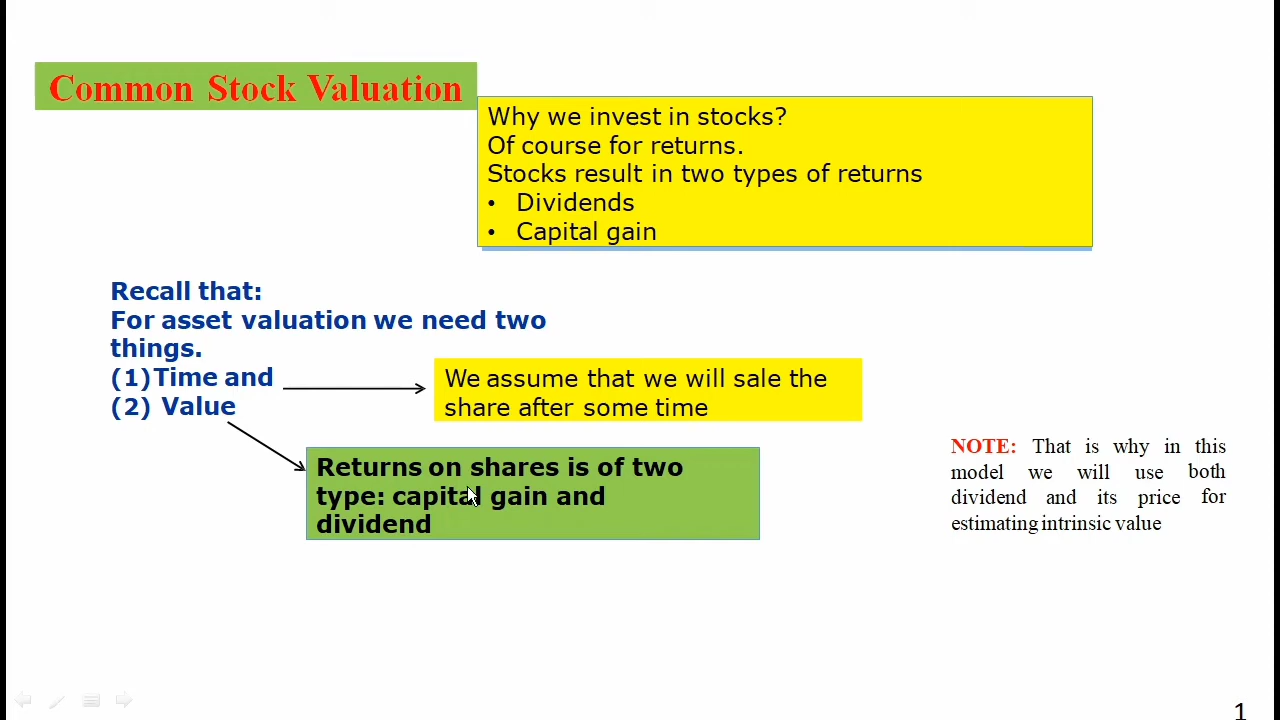 Common Stock Valuation
Why we invest in stocks?
Of course for returns.
Stocks result in two types of returns
• Dividends
• Capital gain
Recall that:
For asset valuation we need two
things.
(1)Time and
(2) Value
We assume that we will sale the
share after some time
Returns on shares is of two
type: capital gain and
dividend
NOTE: That is why in this
model we will use both
dividend and its price for
estimating intrinsic value
1